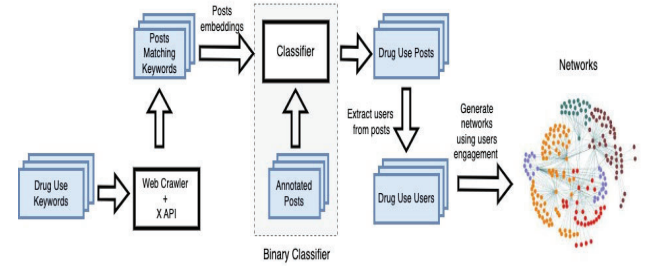 Posts
Matching
Keywords
Posts
embeddings
Classifier
Drug Use Posts
Networks
Extract users
from posts
Generate
networks
using users
engagement
Drug Use
Keywords
Web Crawler
+
X API
Annotated
Posts
Drug Use Users
Binary Classifier